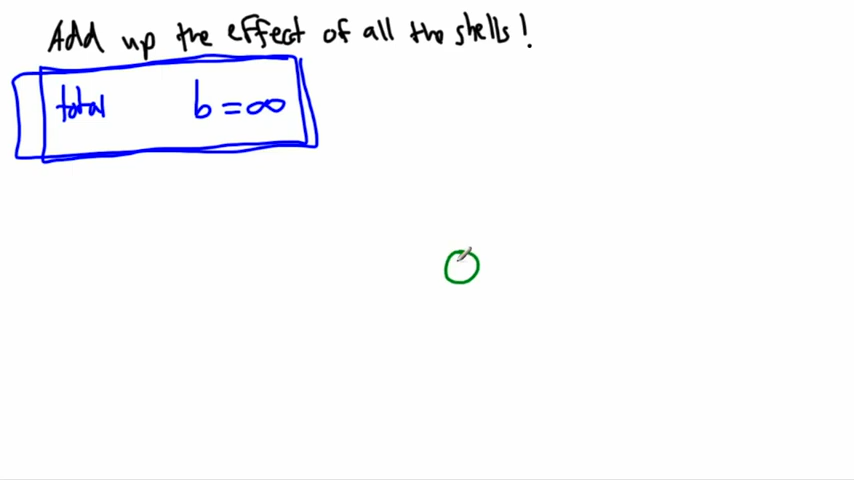 Add up the effect of all the shells!
total b = ∞